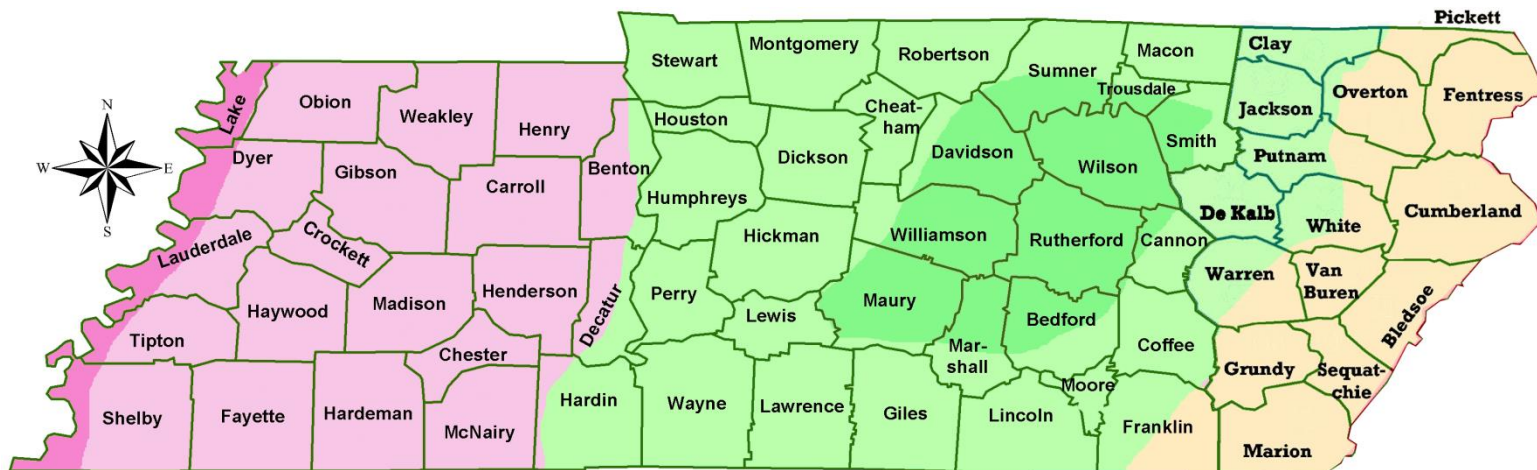 Pickett
Stewart
Montgomery
Robertson
Sumner
Macon
Clay
Trousdale
Overton
Fentress
Lake
Obion
Weakley
Henry
Houston
Cheat-
ham
Jackson
Smith
Putnam
N
W
E
S
Dyer
Gibson
Carroll
Benton
Humphreys
Dickson
Davidson
Wilson
De Kalb
White
Cumberland
Lauderdale
Crockett
Hickman
Williamson
Rutherford
Cannon
Warren
Van
Buren
Bledsoe
Tipton
Haywood
Madison
Henderson
Decatur
Perry
Lewis
Maury
Mar-
shall
Bedford
Coffee
Grundy
Sequat-
chie
Chester
Shelby
Fayette
Hardeman
McNairy
Hardin
Wayne
Lawrence
Giles
Lincoln
Moore
Franklin
Marion